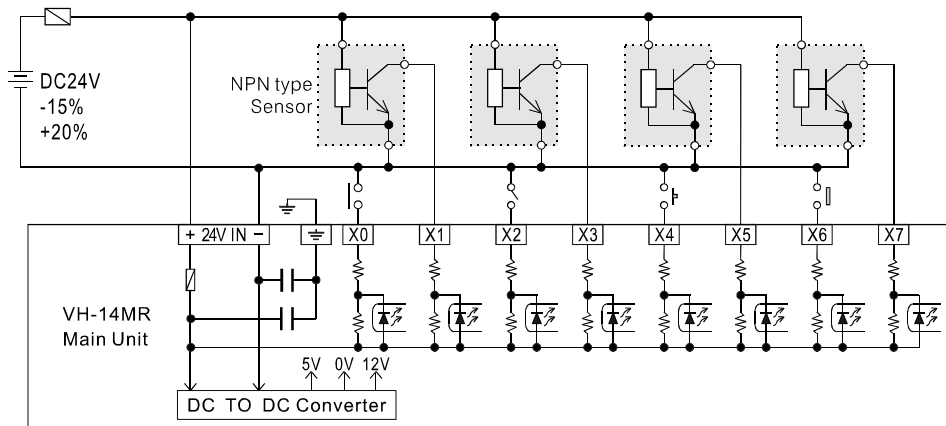 DC24V
-15%
+20%
NPN type
Sensor
+ 24V IN −
X0
X1
X2
X3
X4
X5
X6
X7
VH-14MR
Main Unit
5V 0V 12V
DC TO DC Converter